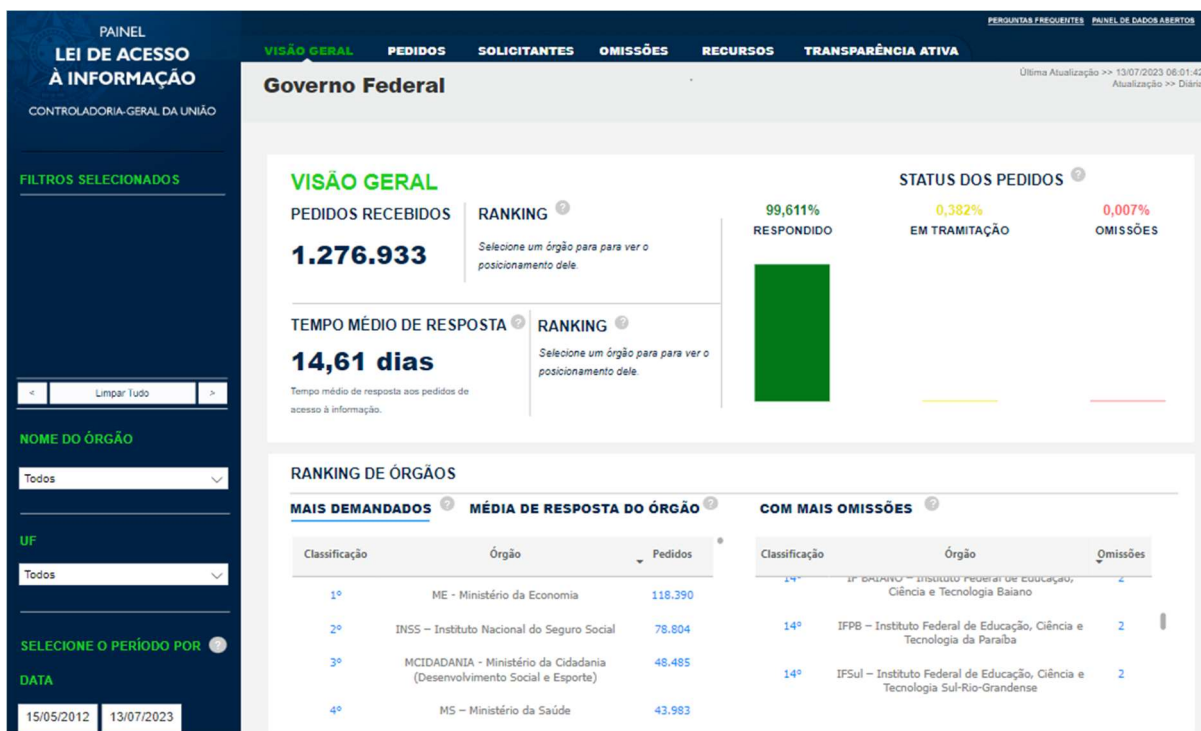 PERGUNTAS FREQUENTES PAINEL DE DADOS ABERTOS
PAINEL
LEI DE ACESSO
À INFORMAÇÃO
CONTROLADORIA-GERAL DA UNIÃO
VISÃO GERAL PEDIDOS SOLICITANTES OMISSÕES RECURSOS TRANSPARÊNCIA ATIVA
Governo Federal
Última Atualização >> 13/07/2023 06:01:42
Atualização >> Diária
FILTROS SELECIONADOS
< Limpar Tudo >
NOME DO ÓRGÃO
Todos
UF
Todos
SELECIONE O PERÍODO POR ?
DATA
15/05/2012 13/07/2023
VISÃO GERAL
PEDIDOS RECEBIDOS
1.276.933
RANKING ?
Selecione um órgão para para ver o
posicionamento dele.
TEMPO MÉDIO DE RESPOSTA ?
14,61 dias
Tempo médio de resposta aos pedidos de
acesso à informação.
RANKING ?
Selecione um órgão para para ver o
posicionamento dele.
STATUS DOS PEDIDOS ?
99,611% 0,382% 0,007%
RESPONDIDO EM TRAMITAÇÃO OMISSÕES
RANKING DE ÓRGÃOS
MAIS DEMANDADOS ? MÉDIA DE RESPOSTA DO ÓRGÃO ?
Classificação Órgão Pedidos
1º ME - Ministério da Economia 118.390
2º INSS – Instituto Nacional do Seguro Social 78.804
3º MCIDADANIA - Ministério da Cidadania 48.485
(Desenvolvimento Social e Esporte)
4º MS – Ministério da Saúde 43.983
COM MAIS OMISSÕES ?
Classificação Órgão Omissões
14º IF BAIANO – Instituto Federal de Educação, 2
Ciência e Tecnologia Baiano
14º IFPB – Instituto Federal de Educação, Ciência e 2
Tecnologia da Paraíba
14º IFSul – Instituto Federal de Educação, Ciência e 2
Tecnologia Sul-Rio-Grandense